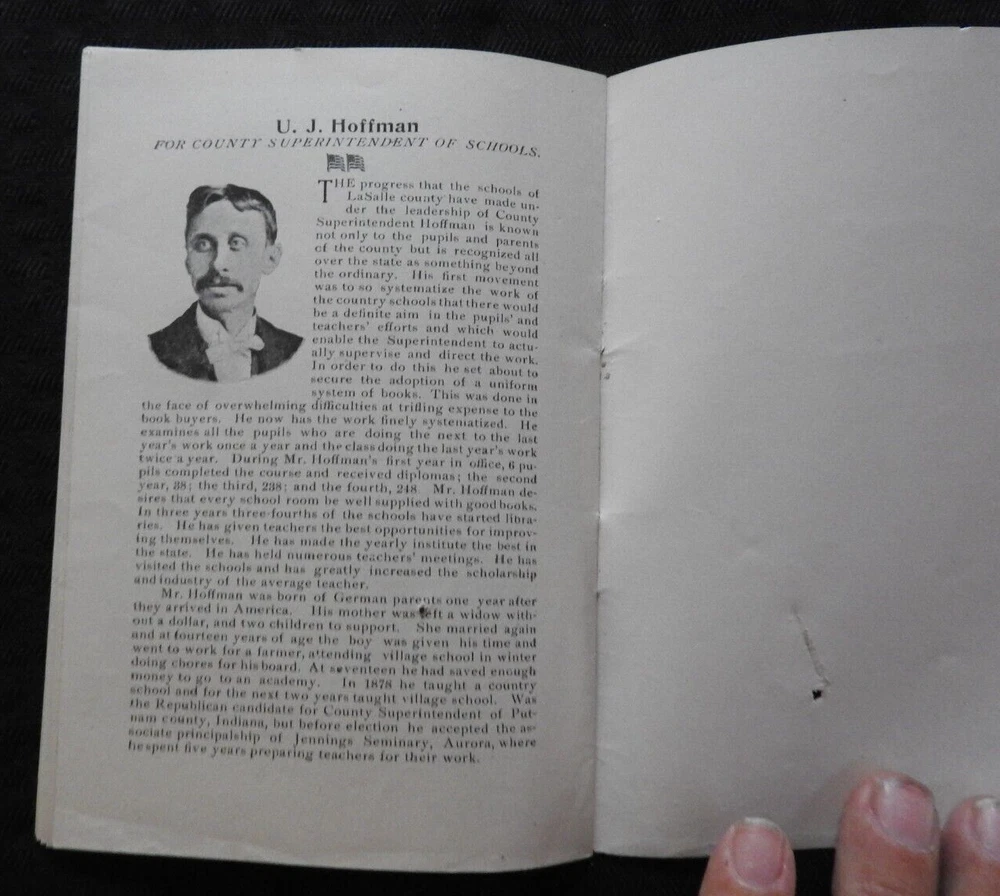 U. J. Hoffman
FOR COUNTY SUPERINTENDENT OF SCHOOLS.
THE progress that the schools of
LaSalle county have made un-
der the leadership of County
Superintendent Hoffman is known
not only to the pupils and parents
of the county but is recognized all
over the state as something beyond
the ordinary. His first movement
was to so systematize the work of
the country schools that there would
be a definite aim in the pupils' and
teachers' efforts and which would
enable the Superintendent to actu-
ally supervise and direct the work.
In order to do this he set about to
secure the adoption of a uniform
system of books. This was done in
the face of overwhelming difficulties at trifling expense to the
book buyers. He now has the work finely systematized. He
examines all the pupils who are doing the next to the last
year's work once a year and the class doing the last year's work
twice a year. During Mr. Hoffman's first year in office, 6 pu-
pils completed the course and received diplomas; the second
year, 38; the third, 238; and the fourth, 248. Mr. Hoffman de-
sires that every school room be well supplied with good books.
In three years three-fourths of the schools have started libra-
ries. He has given teachers the best opportunities for improv-
ing themselves. He has made the yearly institute the best in
the state. He has held numerous teachers' meetings. He has
visited the schools and has greatly increased the scholarship
and industry of the average teacher.
Mr. Hoffman was born of German parents one year after
they arrived in America. His mother was left a widow with-
out a dollar, and two children to support. She married again
and at fourteen years of age the boy was given his time and
went to work for a farmer, attending village school in winter
doing chores for his board. At seventeen he had saved enough
money to go to an academy. In 1878 he taught a country
school and for the next two years taught village school. Was
the Republican candidate for County Superintendent of Put-
nam county, Indiana, but before election he accepted the as-
sociate principalship of Jennings Seminary, Aurora, where
he spent five years preparing teachers for their work.